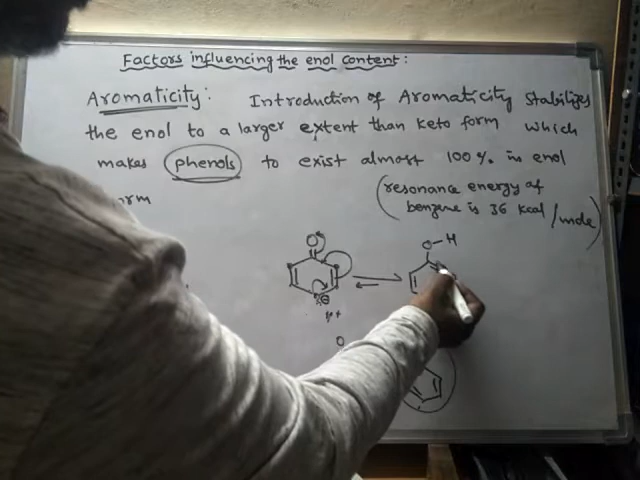 Factors influencing the enol content:
Aromaticity: Introduction of Aromaticity stabilizes
the enol to a larger extent than keto form which
makes phenols to exist almost 100% in enol
(resonance energy of
benzene is 36 kcal/mole)
O
O-H
H+
O